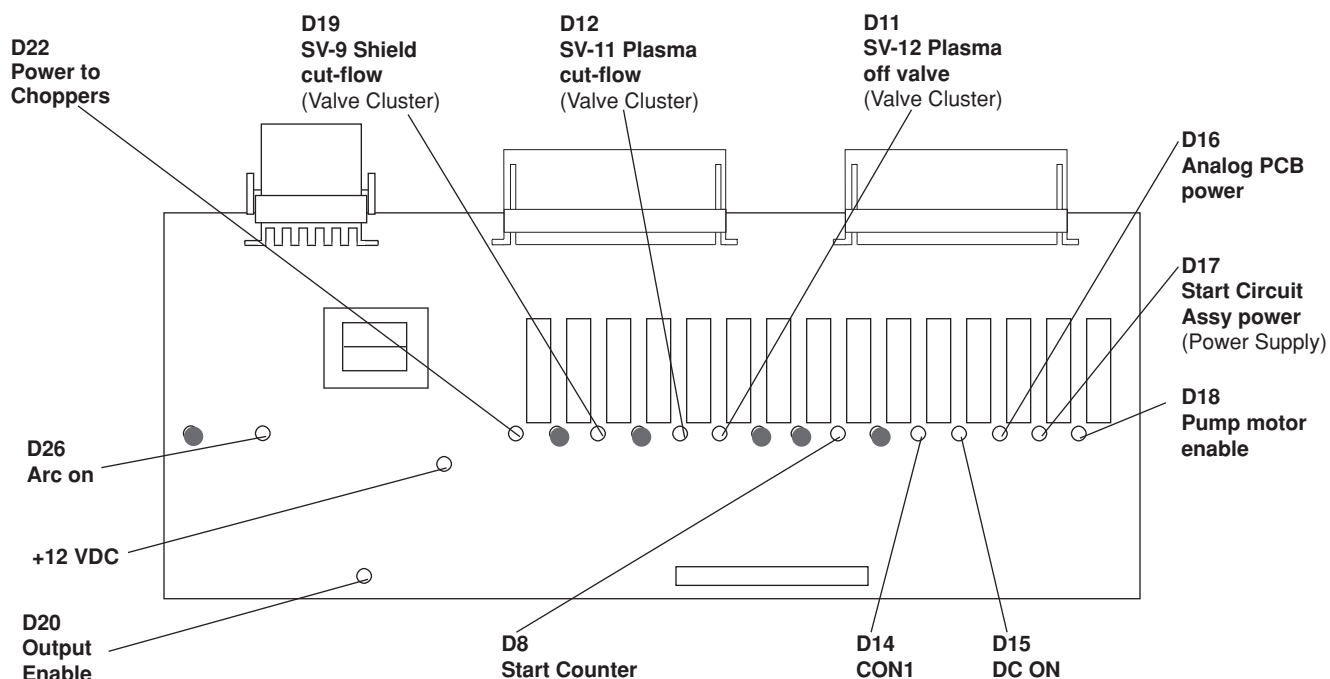 D22
Power to
Choppers
D19
SV-9 Shield
cut-flow
(Valve Cluster)
D12
SV-11 Plasma
cut-flow
(Valve Cluster)
D11
SV-12 Plasma
off valve
(Valve Cluster)
D16
Analog PCB
power
D17
Start Circuit
Assy power
(Power Supply)
D18
Pump motor
enable
D26
Arc on
+12 VDC
D20
Output
Enable
D8
Start Counter
D14
CON1
D15
DC ON